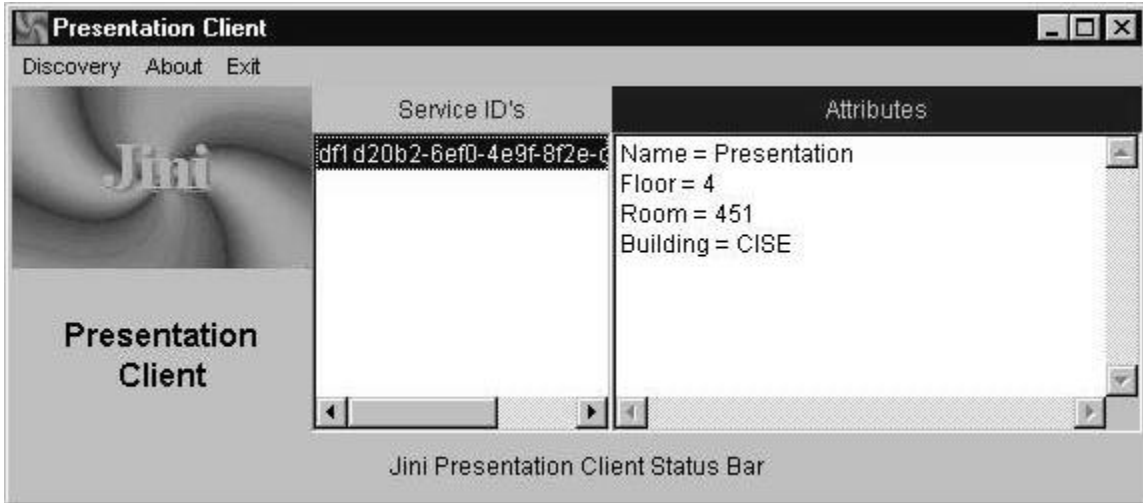 Presentation Client
Discovery About Exit
Jini
Presentation
Client
Service ID's
df1d20b2-6ef0-4e9f-8f2e-
Attributes
Name = Presentation
Floor = 4
Room = 451
Building = CISE
Jini Presentation Client Status Bar